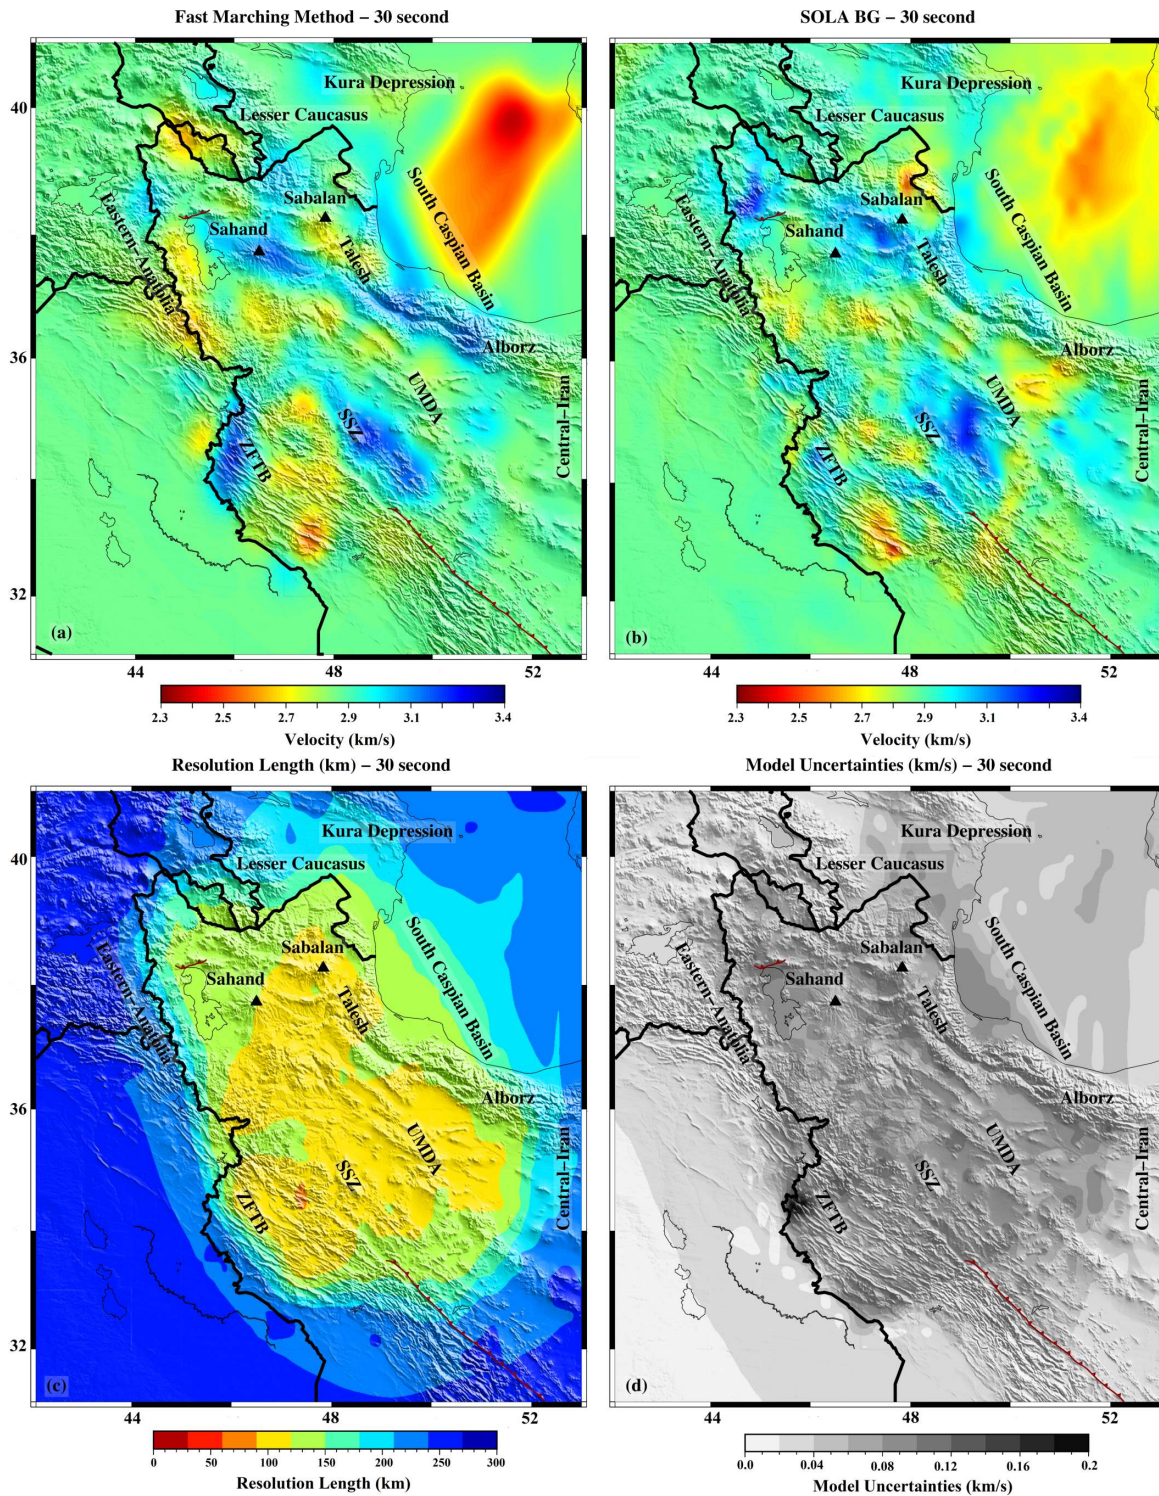 Fast Marching Method – 30 second
40
36
32
44
48
52
Kura Depression
Lesser Caucasus
Sabalan
Sahand
Talesh
South Caspian Basin
Eastern–Anatolia
Alborz
UMDA
SSZ
ZFTB
Central–Iran
(a)
2.3 2.5 2.7 2.9 3.1 3.4
Velocity (km/s)
SOLA BG – 30 second
Kura Depression
Lesser Caucasus
Sabalan
Sahand
Talesh
South Caspian Basin
Eastern–Anatolia
Alborz
UMDA
SSZ
ZFTB
Central–Iran
(b)
44
48
52
2.3 2.5 2.7 2.9 3.1 3.4
Velocity (km/s)
Resolution Length (km) – 30 second
40
36
32
44
48
52
Kura Depression
Lesser Caucasus
Sabalan
Sahand
Talesh
South Caspian Basin
Eastern–Anatolia
Alborz
UMDA
SSZ
ZFTB
Central–Iran
(c)
0 50 100 150 200 250 300
Resolution Length (km)
Model Uncertainties (km/s) – 30 second
Kura Depression
Lesser Caucasus
Sabalan
Sahand
Talesh
South Caspian Basin
Eastern–Anatolia
Alborz
UMDA
SSZ
ZFTB
Central–Iran
(d)
44
48
52
0.0 0.04 0.08 0.12 0.16 0.2
Model Uncertainties (km/s)